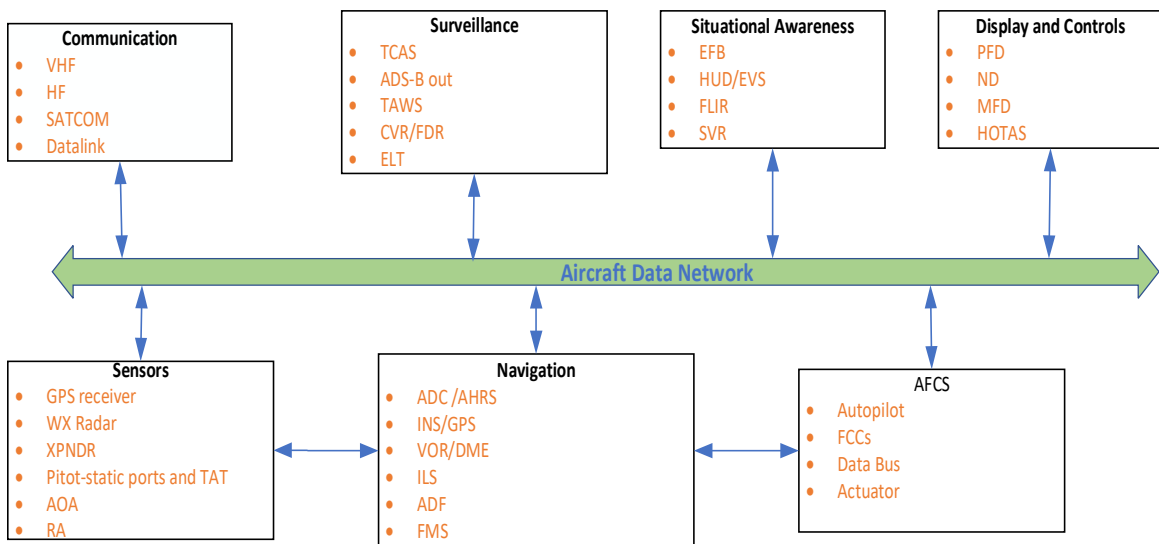 Communication
VHF
HF
SATCOM
Datalink
Surveillance
TCAS
ADS-B out
TAWS
CVR/FDR
ELT
Situational Awareness
EFB
HUD/EVS
FLIR
SVR
Display and Controls
PFD
ND
MFD
HOTAS
Aircraft Data Network
Sensors
GPS receiver
WX Radar
XPNDR
Pitot-static ports and TAT
AOA
RA
Navigation
ADC /AHRS
INS/GPS
VOR/DME
ILS
ADF
FMS
AFCS
Autopilot
FCCs
Data Bus
Actuator